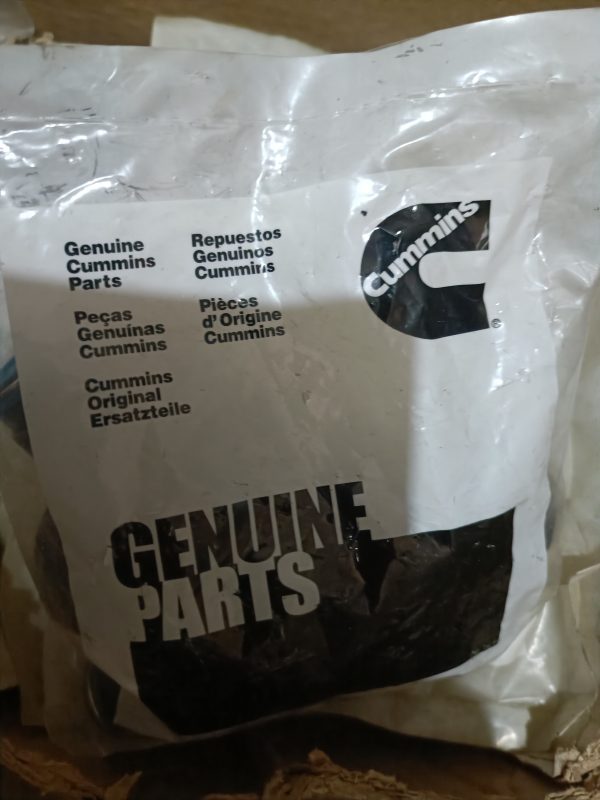 Genuine
Cummins
Parts
Repuestos
Genuinos
Cummins
Peças
Genuínas
Cummins
Pièces
d'Origine
Cummins
Cummins
Original
Ersatzteile
Cummins
®
GENUINE
PARTS